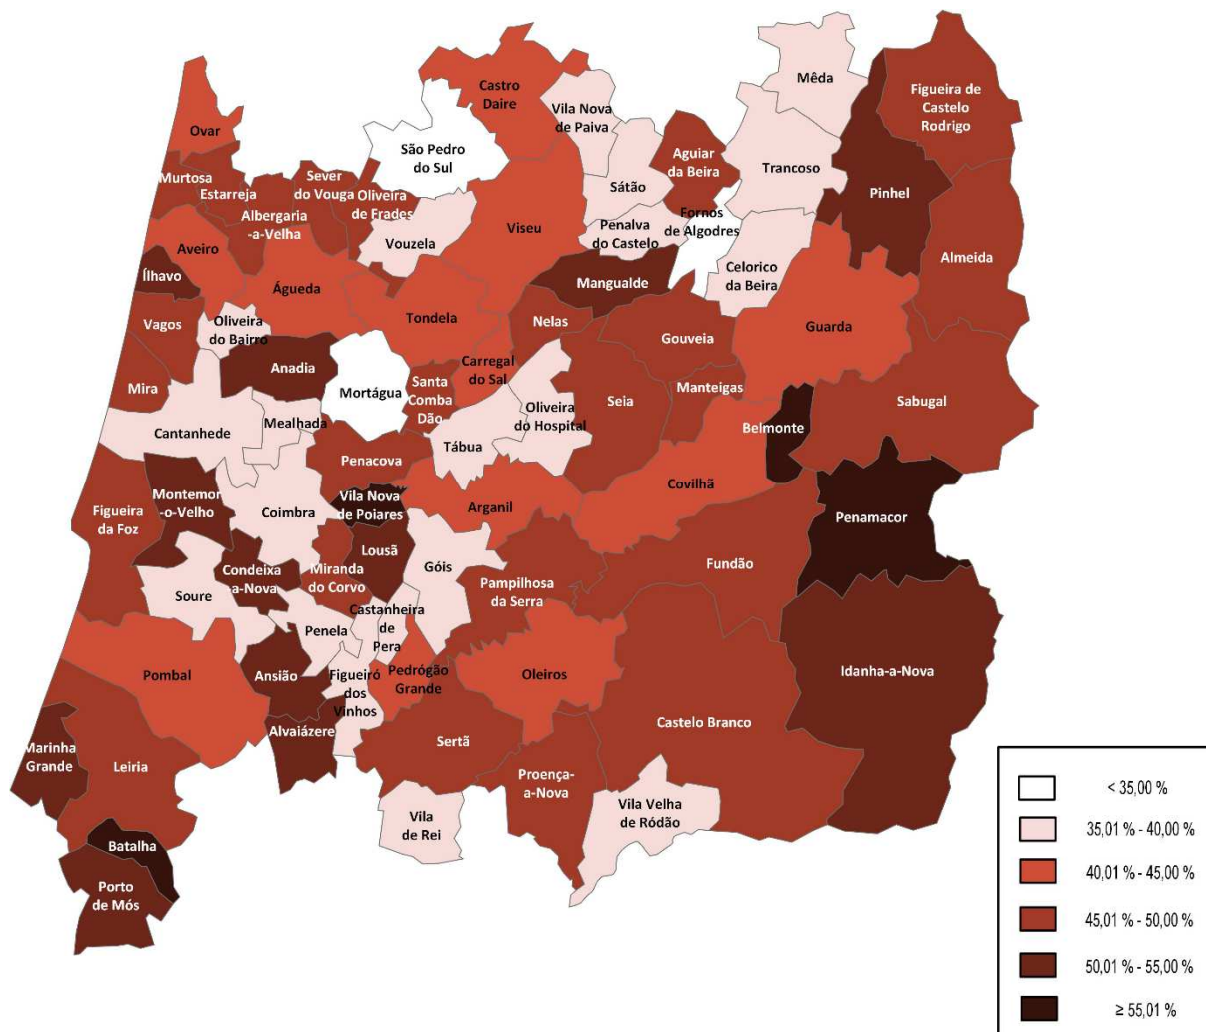 Mêda
Figueira de
Castelo
Rodrigo
Castro
Daire
Vila Nova
de Paiva
Ovar
São Pedro
do Sul
Aguiar
da Beira
Trancoso
Pinhel
Murtosa
Estarreja
Sever
do Vouga
Oliveira
de Frades
Sátão
Albergaria
-a-Velha
Fornos
de Algodres
Viseu
Penalva
do Castelo
Vouzela
Aveiro
Almeida
Celorico
da Beira
Ílhavo
Mangualde
Águeda
Tondela
Nelas
Guarda
Vagos
Oliveira
do Bairro
Gouveia
Carregal
do Sal
Anadia
Mira
Mortágua
Santa
Comba
Dão
Manteigas
Seia
Sabugal
Oliveira
do Hospital
Belmonte
Mealhada
Cantanhede
Tábua
Penacova
Covilhã
Montemor
-o-Velho
Vila Nova
de Poiares
Arganil
Figueira
da Foz
Coimbra
Penamacor
Lousã
Fundão
Góis
Condeixa
-a-Nova
Miranda
do Corvo
Pampilhosa
da Serra
Soure
Castanheira
de
Pera
Penela
Pombal
Ansião
Figueiró
dos
Vinhos
Pedrógão
Grande
Oleiros
Idanha-a-Nova
Castelo Branco
Alvaiázere
Sertã
Marinha
Grande
Leiria
Proença-
a-Nova
Vila
de Rei
Vila Velha
de Ródão
Batalha
Porto
de Mós
< 35,00 %
35,01 % - 40,00 %
40,01 % - 45,00 %
45,01 % - 50,00 %
50,01 % - 55,00 %
≥ 55,01 %